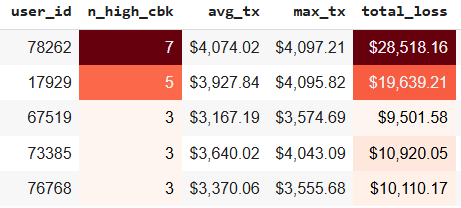 user_id n_high_cbk avg_tx max_tx total_loss
78262 7 $4,074.02 $4,097.21 $28,518.16
17929 5 $3,927.84 $4,095.82 $19,639.21
67519 3 $3,167.19 $3,574.69 $9,501.58
73385 3 $3,640.02 $4,043.09 $10,920.05
76768 3 $3,370.06 $3,555.68 $10,110.17